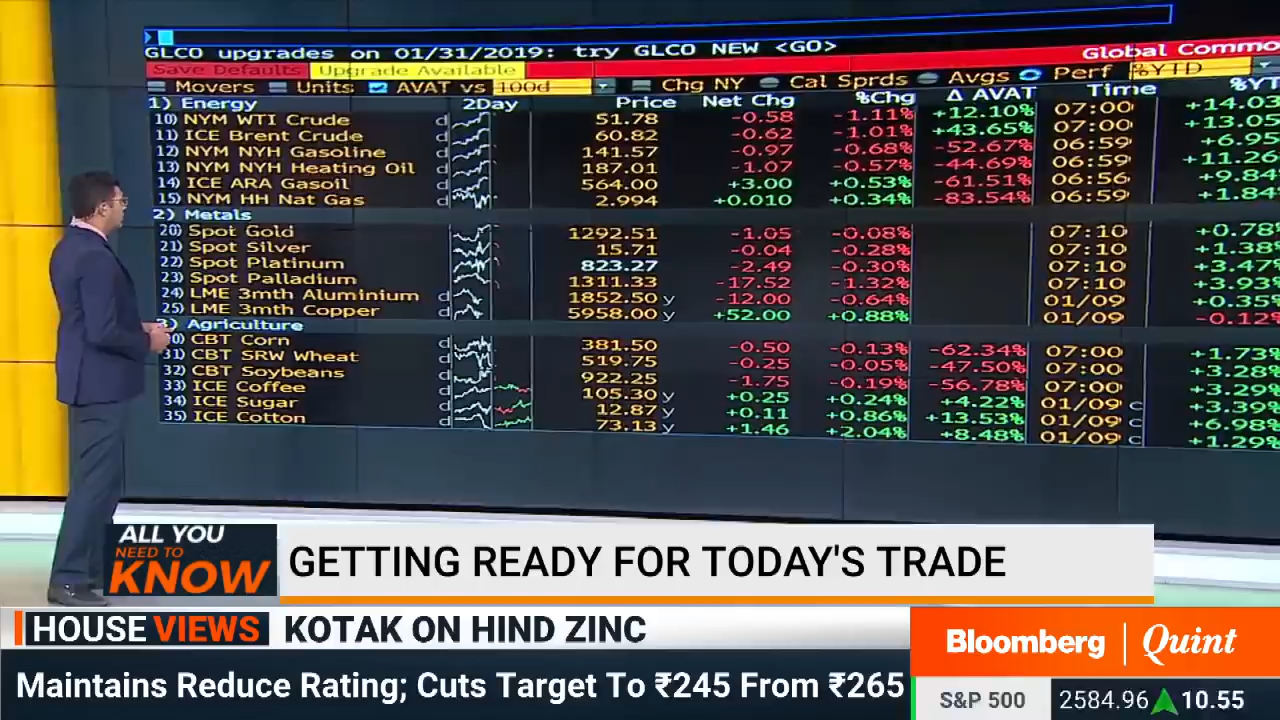 GLCO upgrades on 01/31/2019: try GLCO NEW <GO>
Global Commo
Save Defaults Upgrade Available
Movers Units AVAT vs 100d Chg NY Cal Sprds Avgs Perf %YTD
1) Energy 2Day Price Net Chg %Chg Δ AVAT Time %YT
10) NYM WTI Crude d 51.78 -0.58 -1.11% +12.10% 07:00 +14.03
11) ICE Brent Crude d 60.82 -0.62 -1.01% +43.65% 07:00 +13.05
12) NYM NYH Gasoline d 141.57 -0.97 -0.68% -52.67% 06:59 +6.95
13) NYM NYH Heating Oil d 187.01 -1.07 -0.57% -44.69% 06:59 +11.26
14) ICE ARA Gasoil d 564.00 +3.00 +0.53% -61.51% 06:56 +9.84
15) NYM HH Nat Gas d 2.994 +0.010 +0.34% -83.54% 06:59 +1.84
2) Metals
20) Spot Gold 1292.51 -1.05 -0.08% 07:10 +0.78
21) Spot Silver 15.71 -0.04 -0.28% 07:10 +1.38
22) Spot Platinum 823.27 -2.49 -0.30% 07:10 +3.47
23) Spot Palladium 1311.33 -17.52 -1.32% 07:10 +3.93
24) LME 3mth Aluminium d 1852.50 y -12.00 -0.64% 01/09 +0.35
25) LME 3mth Copper d 5958.00 y +52.00 +0.88% 01/09 -0.12
3) Agriculture
30) CBT Corn d 381.50 -0.50 -0.13% -62.34% 07:00 +1.73
31) CBT SRW Wheat d 519.75 -0.25 -0.05% -47.50% 07:00 +3.28
32) CBT Soybeans d 922.25 -1.75 -0.19% -56.78% 07:00 +3.29
33) ICE Coffee d 105.30 y +0.25 +0.24% +4.22% 01/09 c +3.39
34) ICE Sugar d 12.87 y +0.11 +0.86% +13.53% 01/09 c +6.98
35) ICE Cotton d 73.13 y +1.46 +2.04% +8.48% 01/09 c +1.29
ALL YOU
NEED TO
KNOW
GETTING READY FOR TODAY'S TRADE
HOUSE VIEWS KOTAK ON HIND ZINC
Maintains Reduce Rating; Cuts Target To ₹245 From ₹265
Bloomberg | Quint
S&P 500 2584.96 10.55